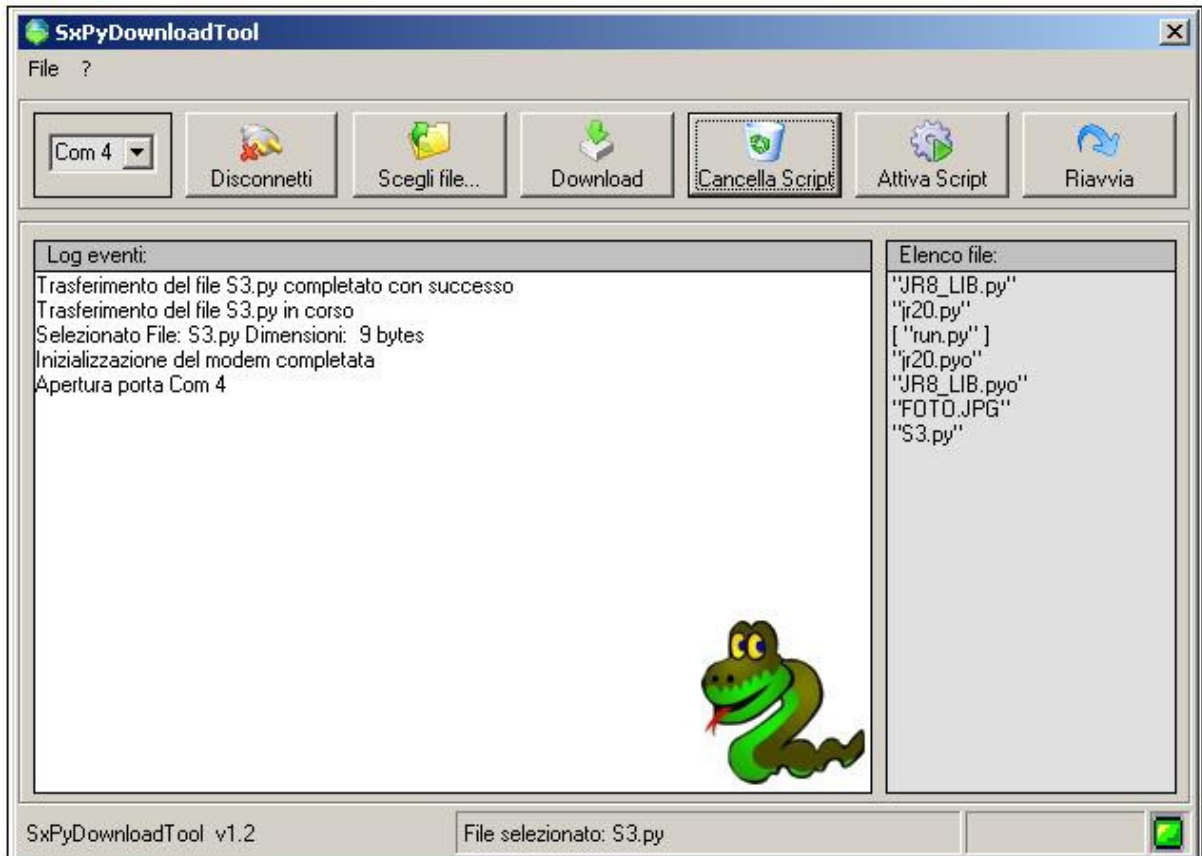 SxPyDownloadTool
File ?
Com 4
Disconnetti
Scegli file...
Download
Cancella Script
Attiva Script
Riavvia
Log eventi:
Trasferimento del file S3.py completato con successo
Trasferimento del file S3.py in corso
Selezionato File: S3.py Dimensioni: 9 bytes
Inizializzazione del modem completata
Apertura porta Com 4
Elenco file:
"JR8_LIB.py"
"jr20.py"
[ "run.py" ]
"jr20.pyo"
"JR8_LIB.pyo"
"FOTO.JPG"
"S3.py"
SxPyDownloadTool v1.2
File selezionato: S3.py